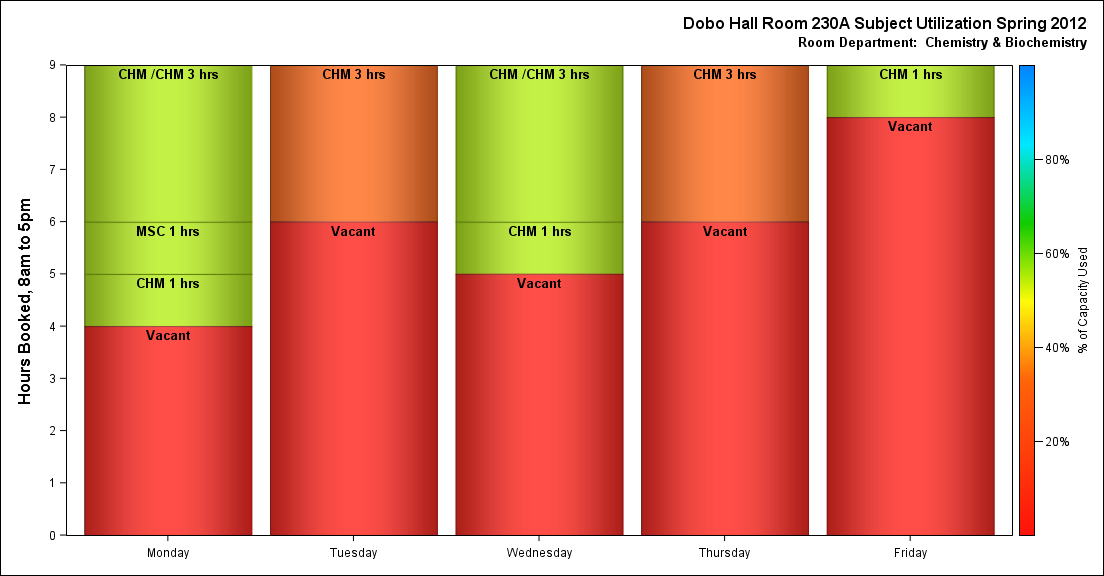 Dobo Hall Room 230A Subject Utilization Spring 2012
Room Department:  Chemistry & Biochemistry
Hours Booked, 8am to 5pm
9
8
7
6
5
4
3
2
1
0
CHM /CHM 3 hrs
MSC 1 hrs
CHM 1 hrs
Vacant
CHM 3 hrs
Vacant
CHM /CHM 3 hrs
CHM 1 hrs
Vacant
CHM 3 hrs
Vacant
CHM 1 hrs
Vacant
Monday
Tuesday
Wednesday
Thursday
Friday
80%
60%
40%
20%
% of Capacity Used